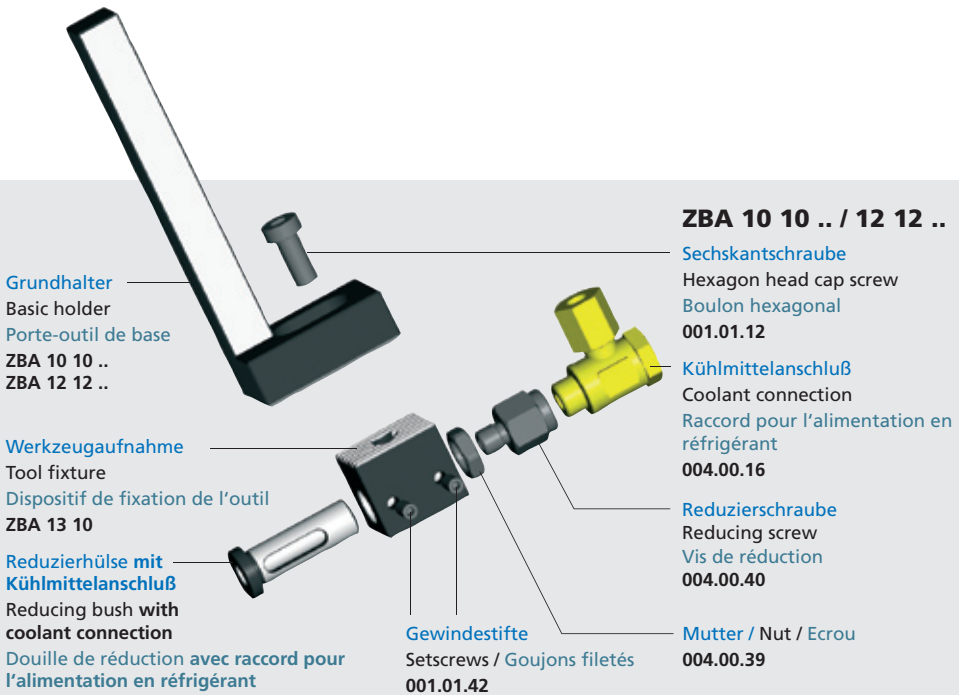 ZBA 10 10 .. / 12 12 ..
Sechskantschraube
Hexagon head cap screw
Boulon hexagonal
001.01.12
Grundhalter
Basic holder
Porte-outil de base
ZBA 10 10 ..
ZBA 12 12 ..
Kühlmittelanschluß
Coolant connection
Raccord pour l'alimentation en
réfrigérant
004.00.16
Werkzeugaufnahme
Tool fixture
Dispositif de fixation de l'outil
ZBA 13 10
Reduzierschraube
Reducing screw
Vis de réduction
004.00.40
Reduzierhülse mit
Kühlmittelanschluß
Reducing bush with
coolant connection
Douille de réduction avec raccord pour
l'alimentation en réfrigérant
Gewindestifte
Setscrews / Goujons filetés
001.01.42
Mutter / Nut / Ecrou
004.00.39